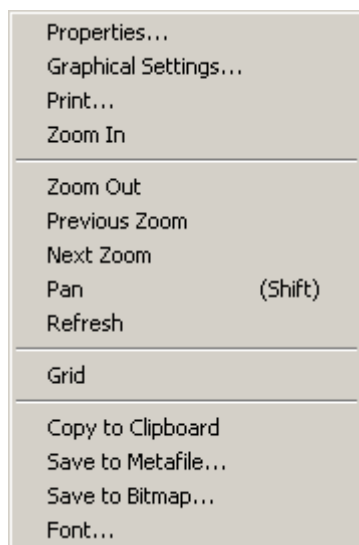 Properties...
Graphical Settings...
Print...
Zoom In
Zoom Out
Previous Zoom
Next Zoom
Pan (Shift)
Refresh
Grid
Copy to Clipboard
Save to Metafile...
Save to Bitmap...
Font...